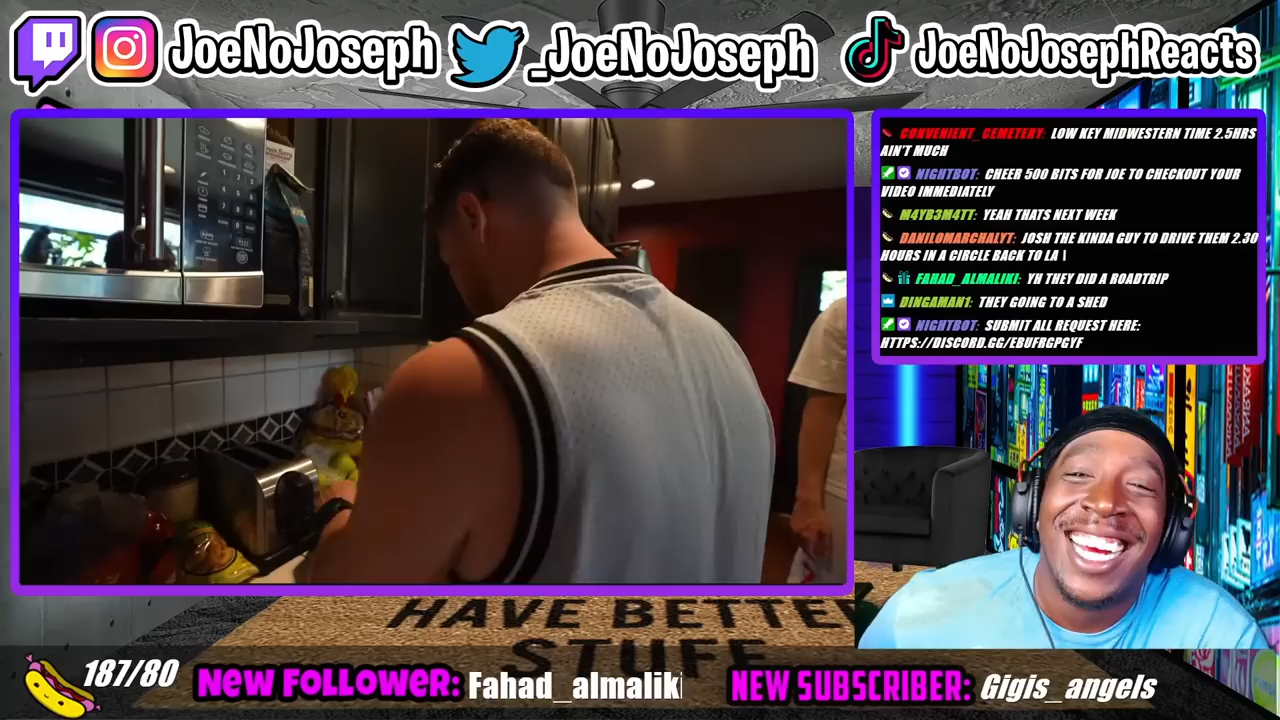 JoeNoJoseph
_JoeNoJoseph
JoeNoJosephReacts
CONVENIENT_CEMETERY: LOW KEY MIDWESTERN TIME 2.5HRS
AIN'T MUCH
NIGHTBOT: CHEER 500 BITS FOR JOE TO CHECKOUT YOUR
VIDEO IMMEDIATELY
M4YB3M4TT: YEAH THATS NEXT WEEK
DANILOMARCHALYT: JOSH THE KINDA GUY TO DRIVE THEM 2.30
HOURS IN A CIRCLE BACK TO LA \
FAHAD_ALMALIKI: YH THEY DID A ROADTRIP
DINGAMAN1: THEY GOING TO A SHED
NIGHTBOT: SUBMIT ALL REQUEST HERE:
HTTPS://DISCORD.GG/EBUFRGPGYF
HAVE BETTER
STUFF
187/80
New Follower: Fahad_almaliki
NEW SUBSCRIBER: Gigis_angels